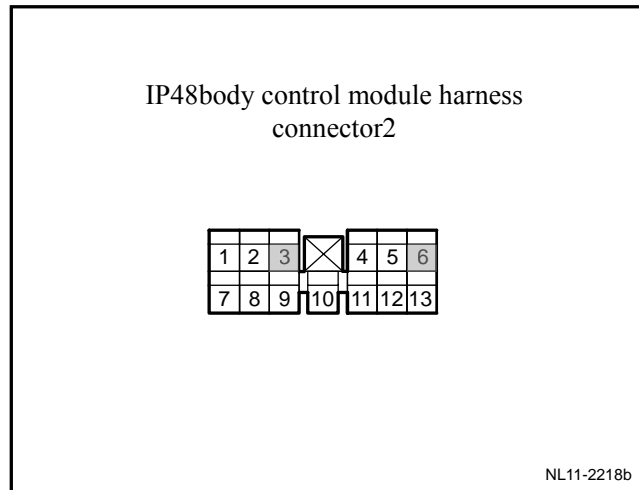 IP48body control module harness
connector2
1 2 3 4 5 6
7 8 9 10 11 12 13
NL11-2218b